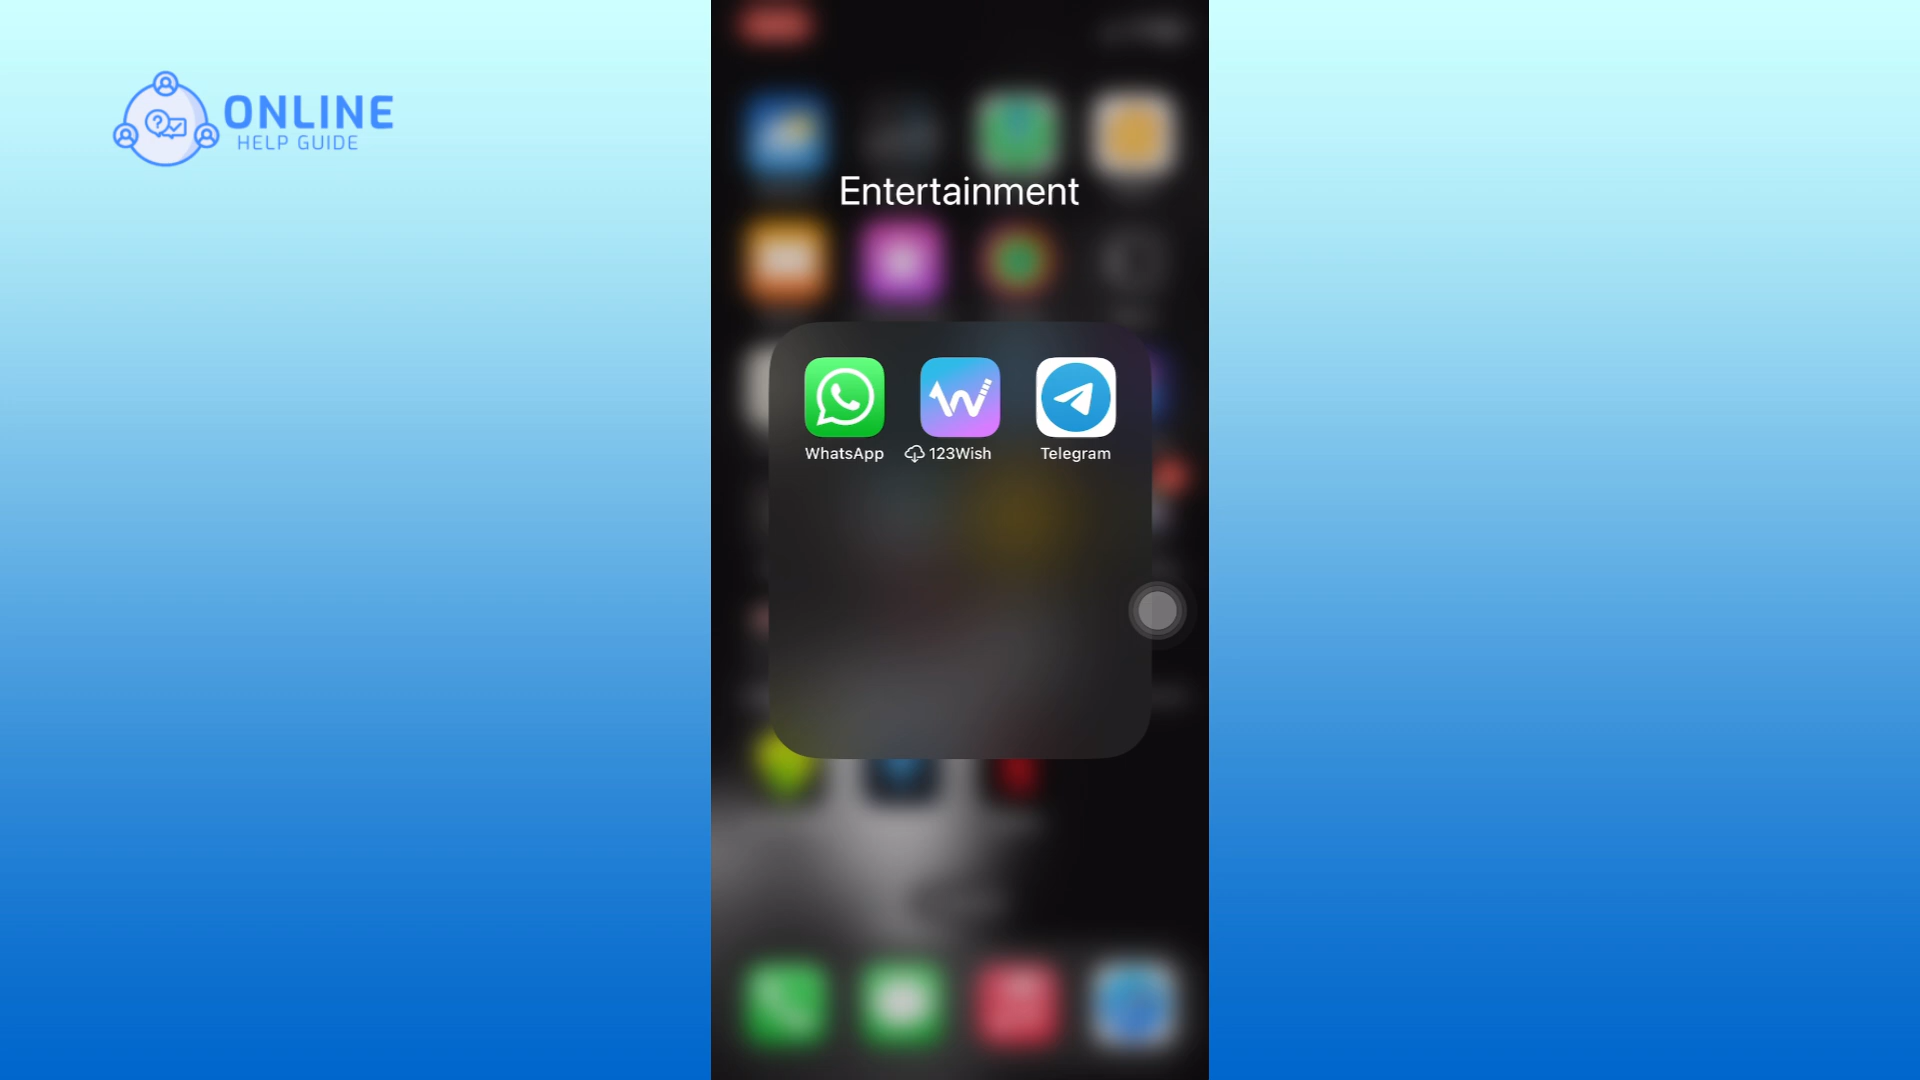 ONLINE
HELP GUIDE
Entertainment
WhatsApp
123Wish
Telegram